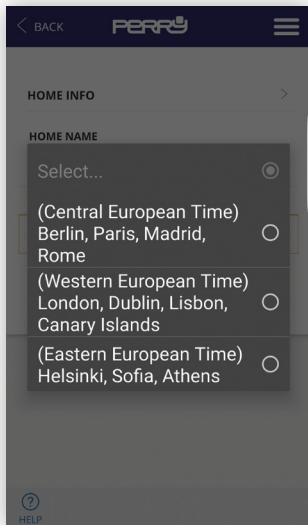 BACK
PERRY
HOME INFO
HOME NAME
Select...
(Central European Time)
Berlin, Paris, Madrid,
Rome
(Western European Time)
London, Dublin, Lisbon,
Canary Islands
(Eastern European Time)
Helsinki, Sofia, Athens
HELP